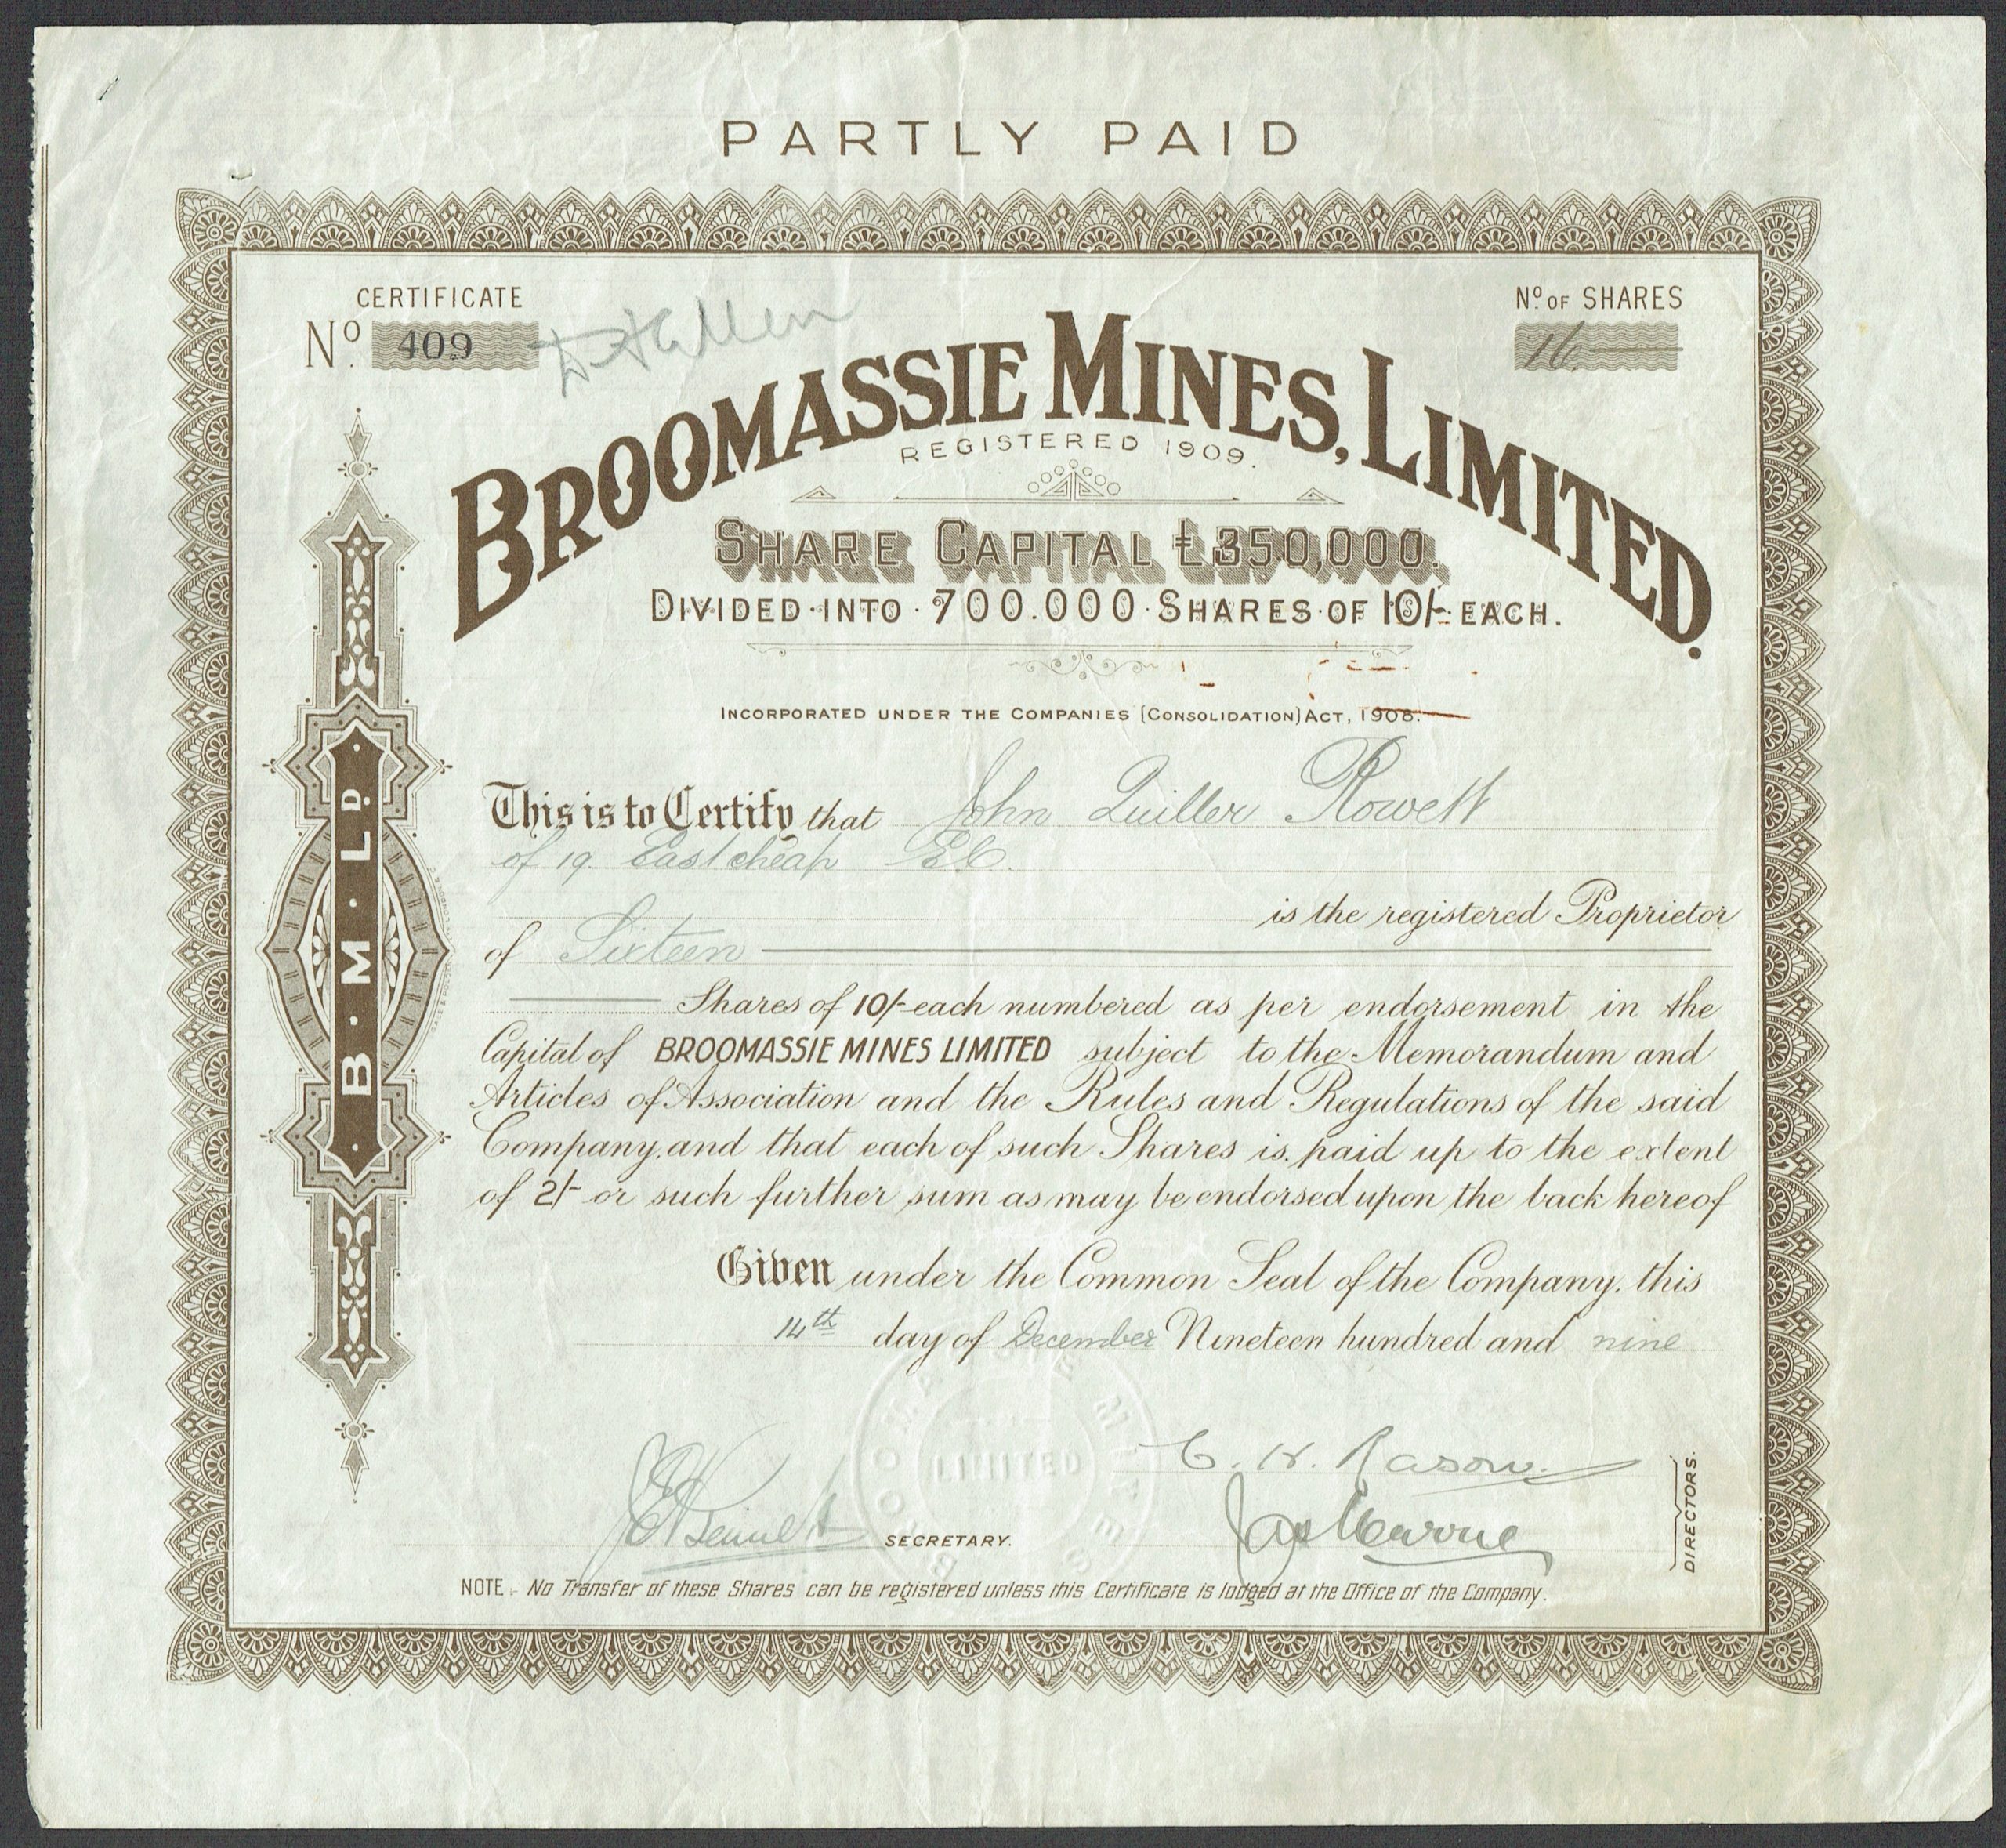 PARTLY PAID
CERTIFICATE
No. 409
No. OF SHARES
16
BROOMASSIE MINES, LIMITED.
REGISTERED 1909.
SHARE CAPITAL £350,000.
DIVIDED·INTO·700.000·SHARES·OF 10/- EACH.
INCORPORATED UNDER THE COMPANIES (CONSOLIDATION) ACT, 1908.
This is to Certify that John Quiller Rowett
of 19. Eastcheap E.C.
is the registered Proprietor
of Sixteen
Shares of 10/- each numbered as per endorsement in the
Capital of BROOMASSIE MINES LIMITED subject to the Memorandum and
Articles of Association and the Rules and Regulations of the said
Company, and that each of such Shares is paid up to the extent
of 2/- or such further sum as may be endorsed upon the back hereof
Given under the Common Seal of the Company, this
14th day of December Nineteen hundred and nine
B·M·LD.
BROOMASSIE MINES
LIMITED
C. H. Rason.
SECRETARY.
DIRECTORS.
NOTE - No Transfer of these Shares can be registered unless this Certificate is lodged at the Office of the Company.